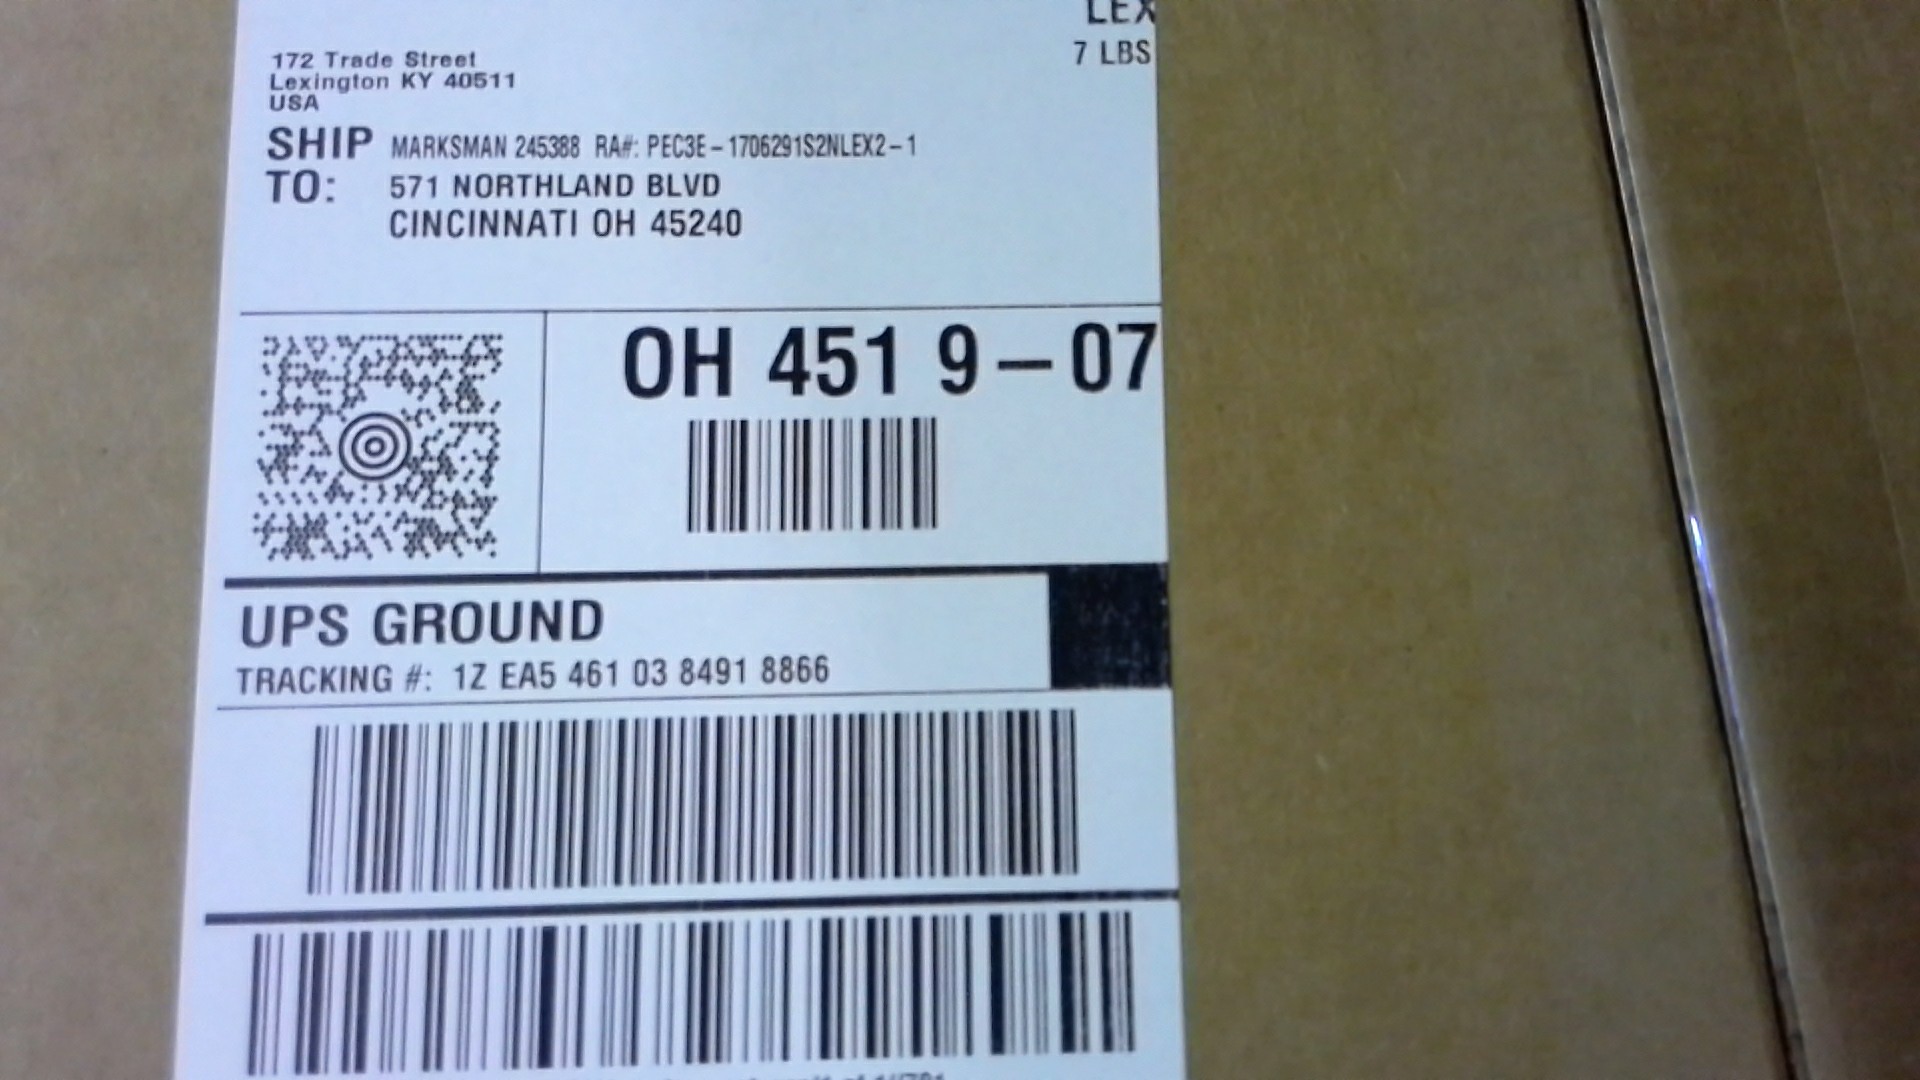 LEX
7 LBS
172 Trade Street
Lexington KY 40511
USA
SHIP TO:
MARKSMAN 245388 RA#: PEC3E-1706291S2NLEX2-1
571 NORTHLAND BLVD
CINCINNATI OH 45240
OH 451 9-07
UPS GROUND
TRACKING #: 1Z EA5 461 03 8491 8866